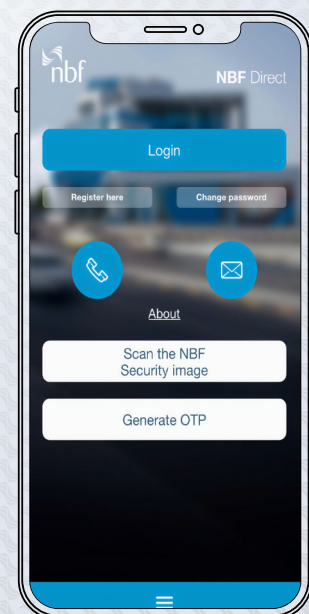 nbf
NBF Direct
Login
Register here
Change password
About
Scan the NBF
Security image
Generate OTP